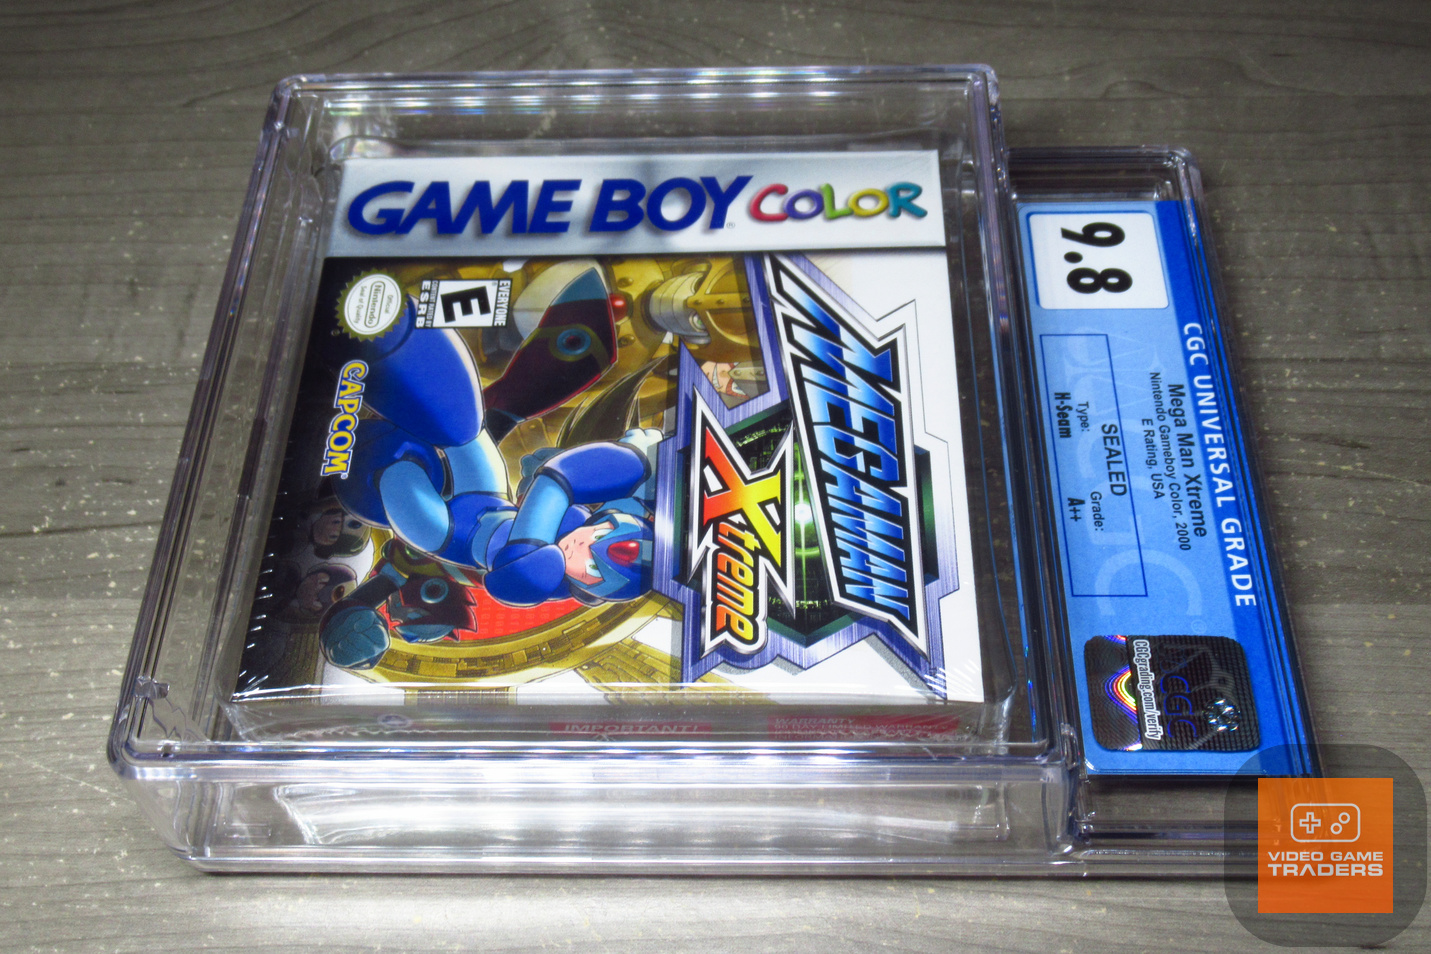 GAME BOY COLOR
MEGAMAN
Xtreme
EVERYONE
E
ESRB
Official
Nintendo
Seal of Quality
CAPCOM
IMPORTANT!
WARRANTY
9.8
CGC UNIVERSAL GRADE
Mega Man Xtreme
Nintendo Gameboy Color, 2000
E Rating, USA
SEALED
Type:
Grade:
H-Seam
A++
CGCgrading.com/verify
CGC
VIDEO GAME
TRADERS